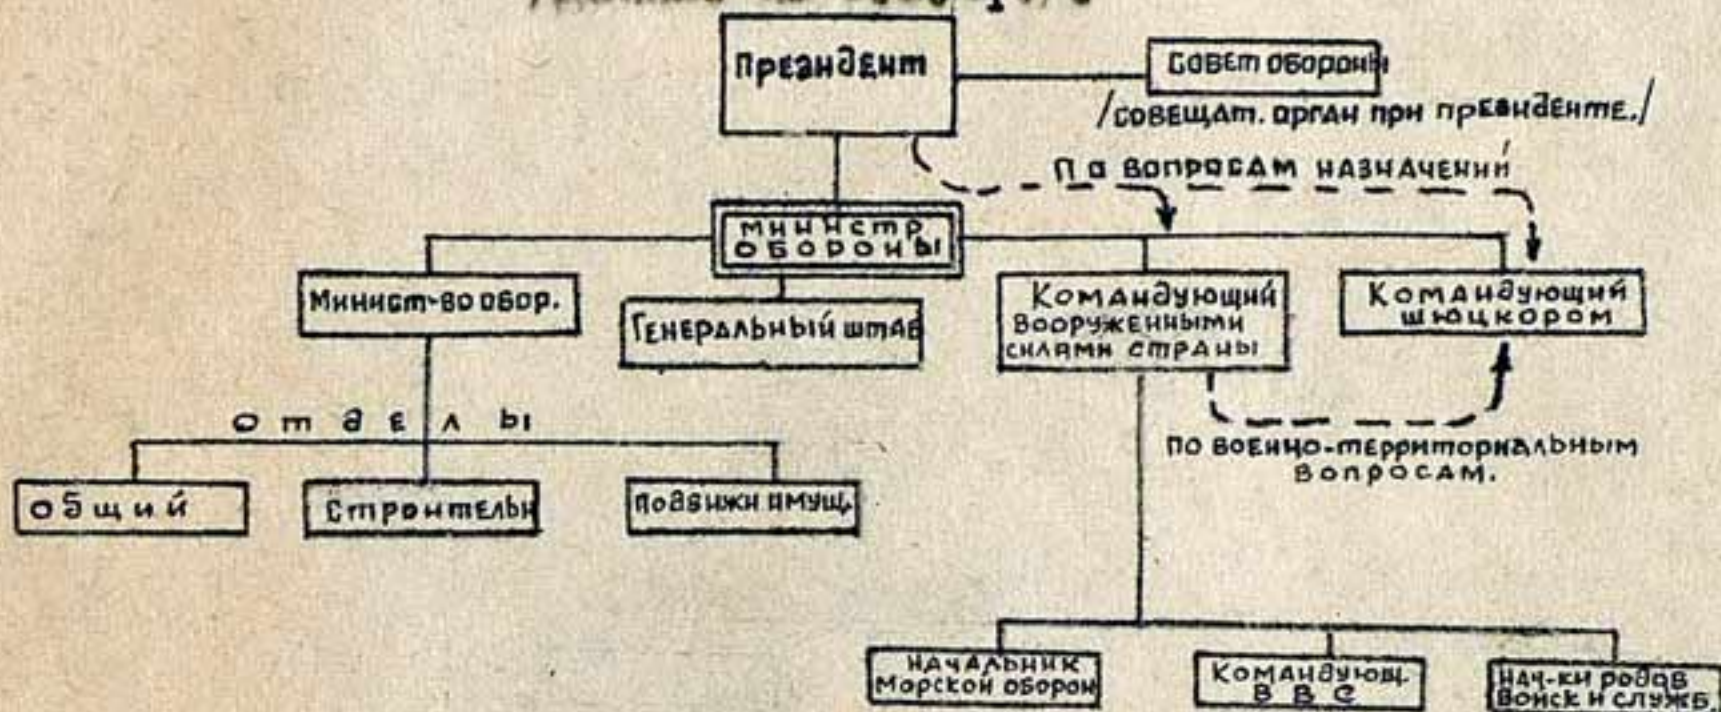 Президент
Совет обороны
/совещат. орган при президенте./
По вопросам назначений
Министр
обороны
Минист-во обор.
Генеральный штаб
Командующий
вооруженными
силами страны
Командующий
шюцкором
Отделы
по военно-территориальным
вопросам.
Общий
Строительн
Подвижн имущ.
Начальник
Морской оборон
Командующ.
ВВС
Нач-ки родов
Войск и служб.